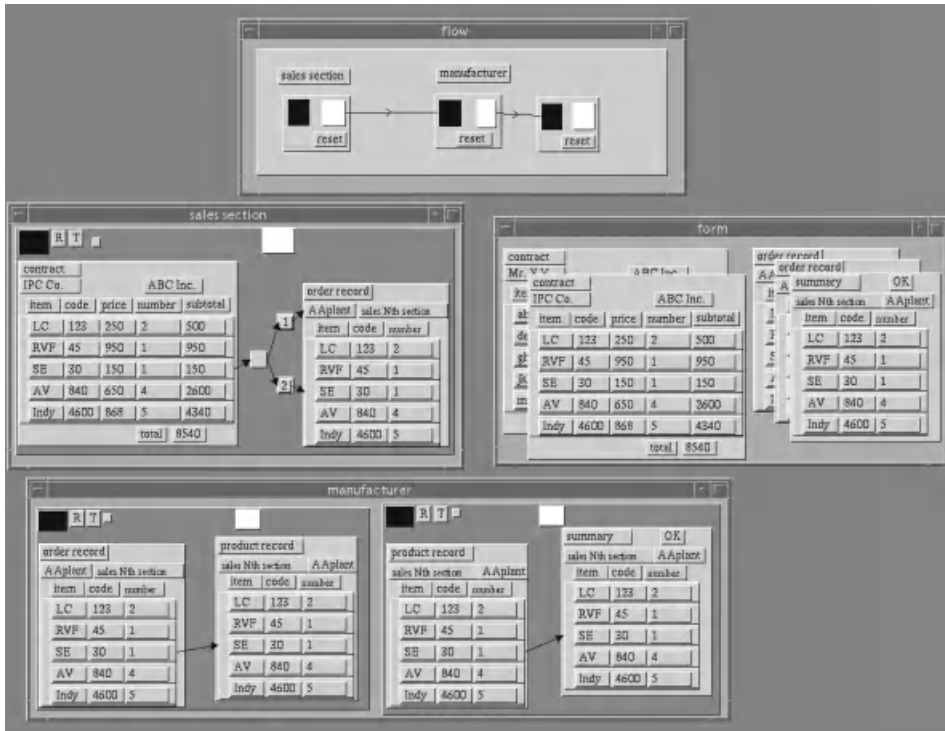 flow
sales section
manufacturer
reset
reset
reset
sales section
R T
contract
IPC Co. ABC Inc.
item code price number subtotal
LC 123 250 2 500
RVF 45 950 1 950
SE 30 150 1 150
AV 840 650 4 2600
Indy 4600 868 5 4340
total 8540
1
2
order record
AAplant sales Nth section
item code number
LC 123 2
RVF 45 1
SE 30 1
AV 840 4
Indy 4600 5
form
contract
Mr. X.Y. ABC Inc.
contract
IPC Co. ABC Inc.
item code price number subtotal
LC 123 250 2 500
RVF 45 950 1 950
SE 30 150 1 150
AV 840 650 4 2600
Indy 4600 868 5 4340
total 8540
order record
order record
summary OK
sales Nth section AAplant
item code number
LC 123 2
RVF 45 1
SE 30 1
AV 840 4
Indy 4600 5
manufacturer
R T
order record
AAplant sales Nth section
item code number
LC 123 2
RVF 45 1
SE 30 1
AV 840 4
Indy 4600 5
product record
sales Nth section AAplant
item code number
LC 123 2
RVF 45 1
SE 30 1
AV 840 4
Indy 4600 5
R T
product record
sales Nth section AAplant
item code number
LC 123 2
RVF 45 1
SE 30 1
AV 840 4
Indy 4600 5
summary OK
sales Nth section AAplant
item code number
LC 123 2
RVF 45 1
SE 30 1
AV 840 4
Indy 4600 5